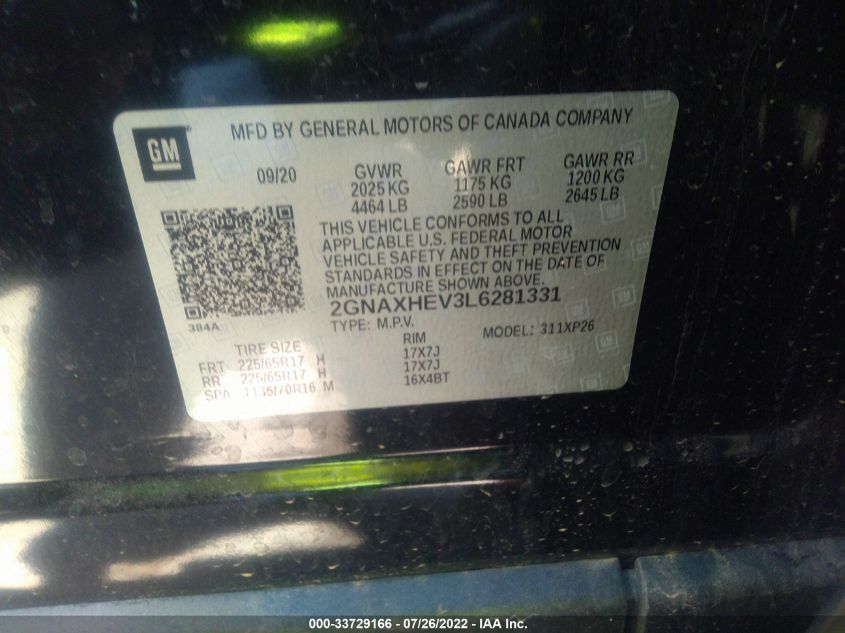 GM
MFD BY GENERAL MOTORS OF CANADA COMPANY
09/20
GVWR
2025 KG
4464 LB
GAWR FRT
1175 KG
2590 LB
GAWR RR
1200 KG
2645 LB
THIS VEHICLE CONFORMS TO ALL
APPLICABLE U.S. FEDERAL MOTOR
VEHICLE SAFETY AND THEFT PREVENTION
STANDARDS IN EFFECT ON THE DATE OF
MANUFACTURE SHOWN ABOVE.
2GNAXHEV3L6281331
384A
TYPE: M.P.V.
MODEL: 311XP26
TIRE SIZE
RIM
FRT 225/65R17 H 17X7J
RR 225/65R17 H 17X7J
SPA T135/70R16 M 16X4BT
000-33729166 - 07/26/2022 - IAA Inc.